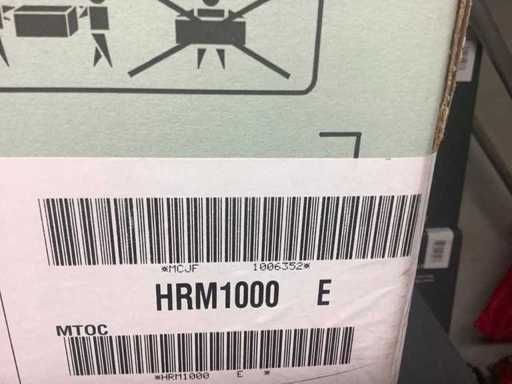 *MCJF 1006352*
HRM1000 E
MTOC
*HRM1000 E *